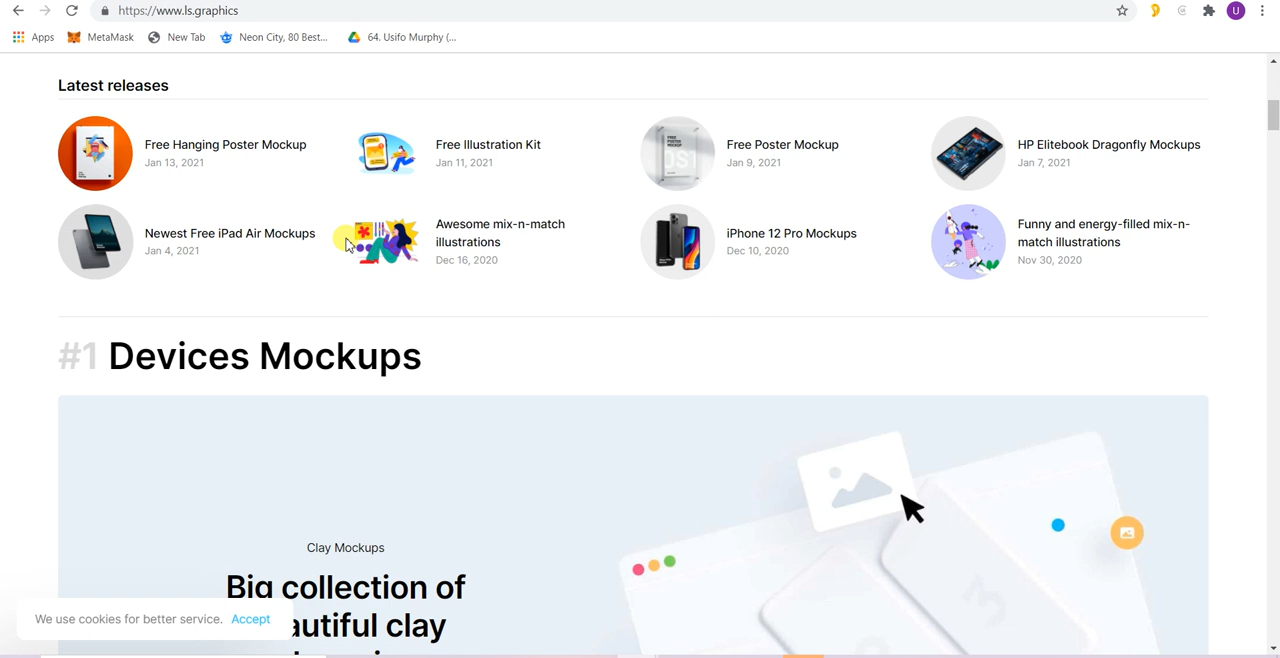 https://www.ls.graphics
U
Apps
MetaMask
New Tab
Neon City, 80 Best...
64. Usifo Murphy (...
Latest releases
Free Hanging Poster Mockup
Jan 13, 2021
Free Illustration Kit
Jan 11, 2021
Free Poster Mockup
Jan 9, 2021
HP Elitebook Dragonfly Mockups
Jan 7, 2021
Newest Free iPad Air Mockups
Jan 4, 2021
Awesome mix-n-match
illustrations
Dec 16, 2020
iPhone 12 Pro Mockups
Dec 10, 2020
Funny and energy-filled mix-n-
match illustrations
Nov 30, 2020
#1 Devices Mockups
Clay Mockups
Big collection of
autiful clay
We use cookies for better service. Accept
3